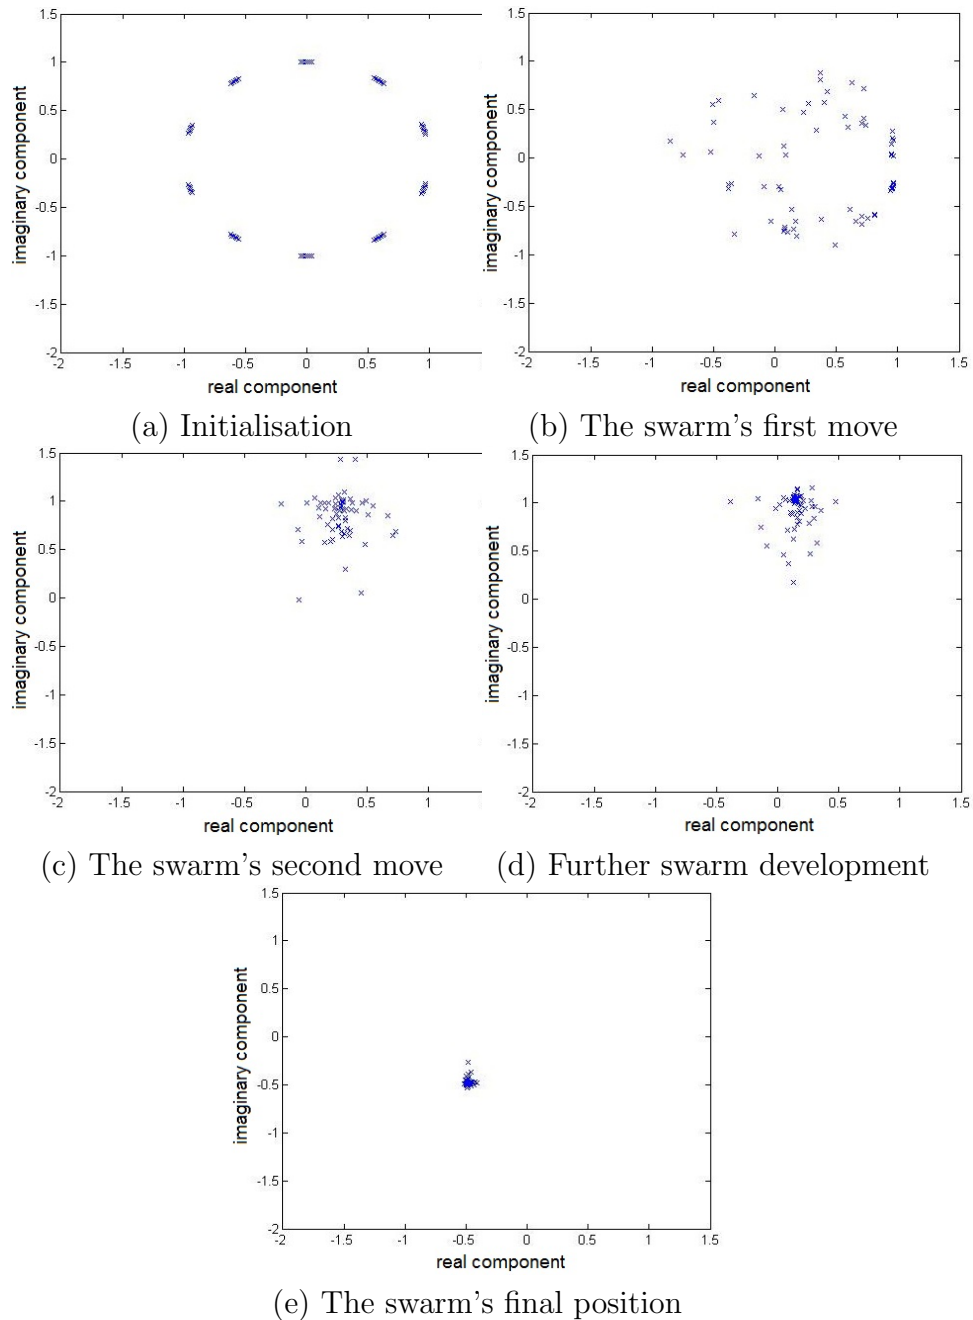 1.5
1
0.5
0
-0.5
-1
-1.5
-2
-2 -1.5 -1 -0.5 0 0.5 1
imaginary component
real component
(a) Initialisation
1.5
1
0.5
0
-0.5
-1
-1.5
-2
-2 -1.5 -1 -0.5 0 0.5 1 1.5
imaginary component
real component
(b) The swarm's first move
1.5
1
0.5
0
-0.5
-1
-1.5
-2
-2 -1.5 -1 -0.5 0 0.5 1
imaginary component
real component
(c) The swarm's second move
1.5
1
0.5
0
-0.5
-1
-1.5
-2
-2 -1.5 -1 -0.5 0 0.5 1 1.5
imaginary component
real component
(d) Further swarm development
1.5
1
0.5
0
-0.5
-1
-1.5
-2
-2 -1.5 -1 -0.5 0 0.5 1 1.5
imaginary component
real component
(e) The swarm's final position